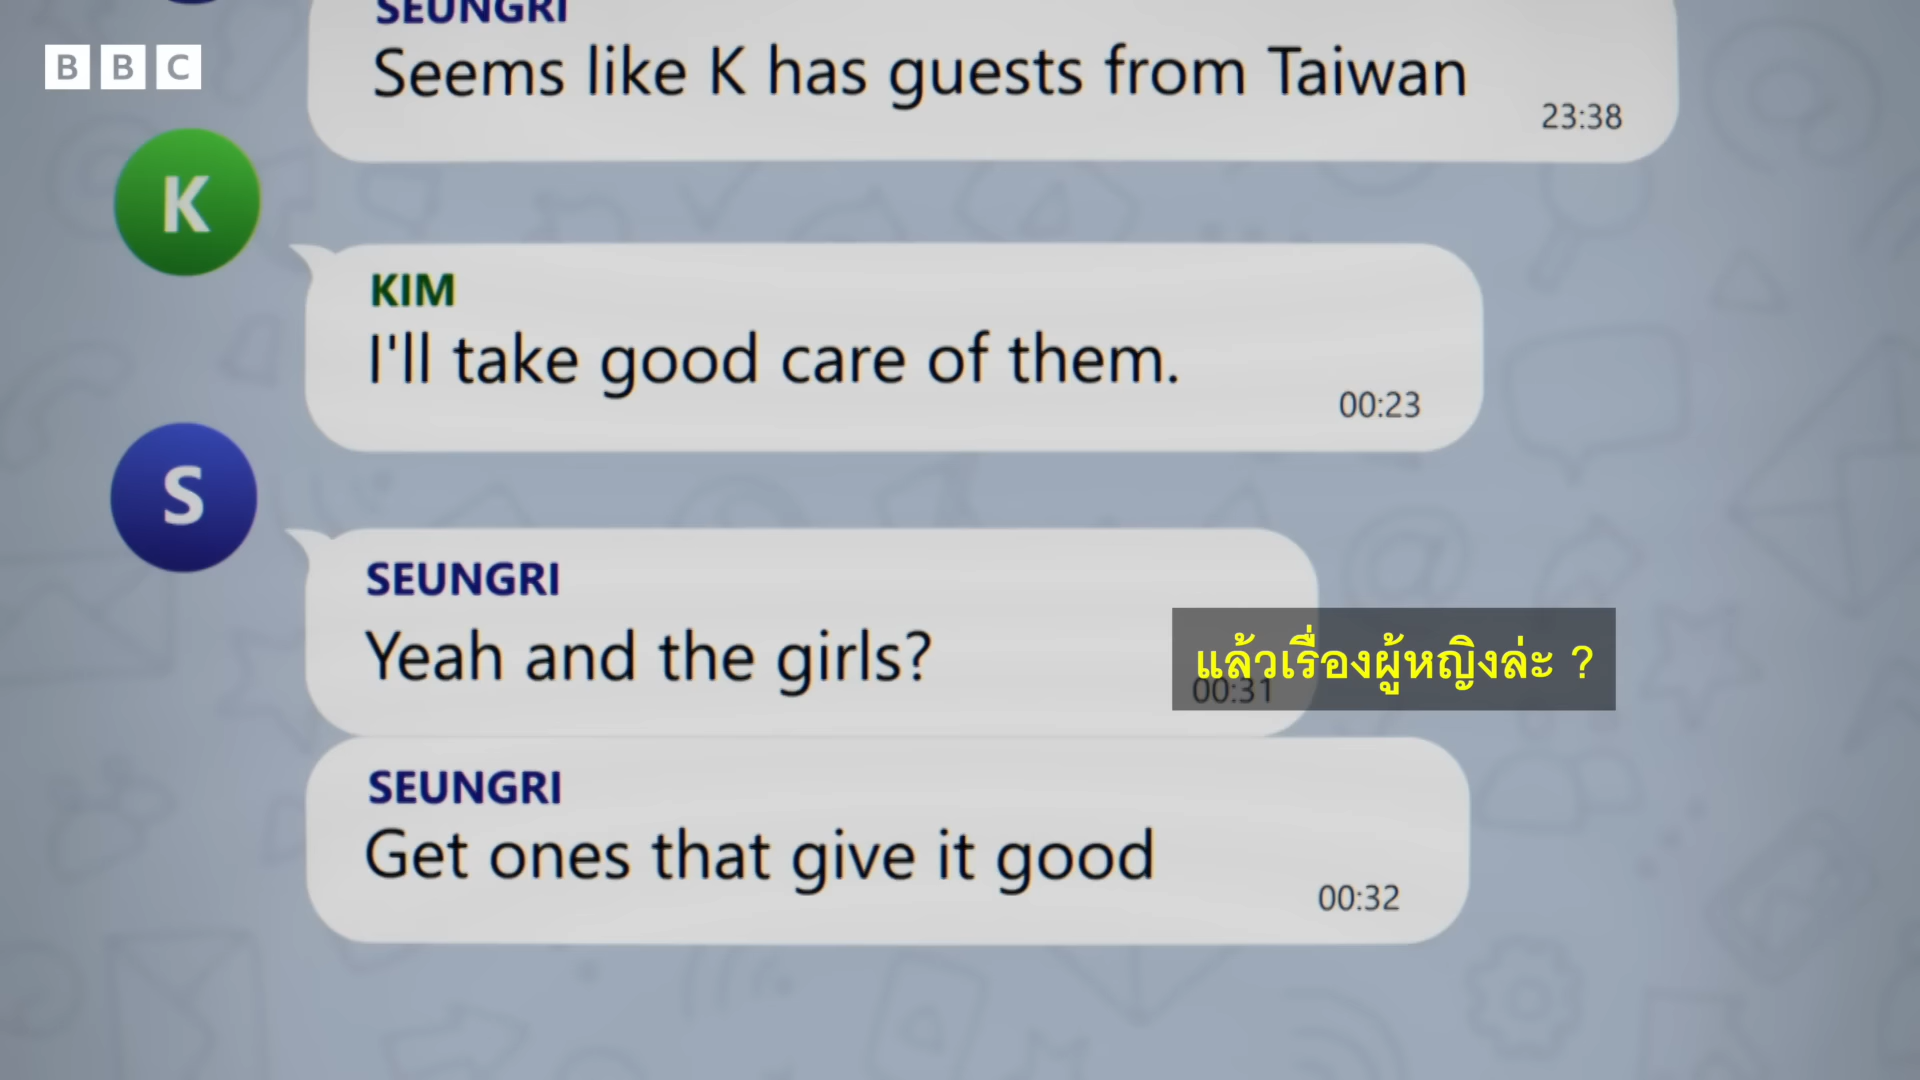 SEUNGRI
BBC
Seems like K has guests from Taiwan
23:38
K
KIM
I'll take good care of them.
00:23
S
SEUNGRI
Yeah and the girls?
แล้วเรื่องผู้หญิงล่ะ ?
00:31
SEUNGRI
Get ones that give it good
00:32